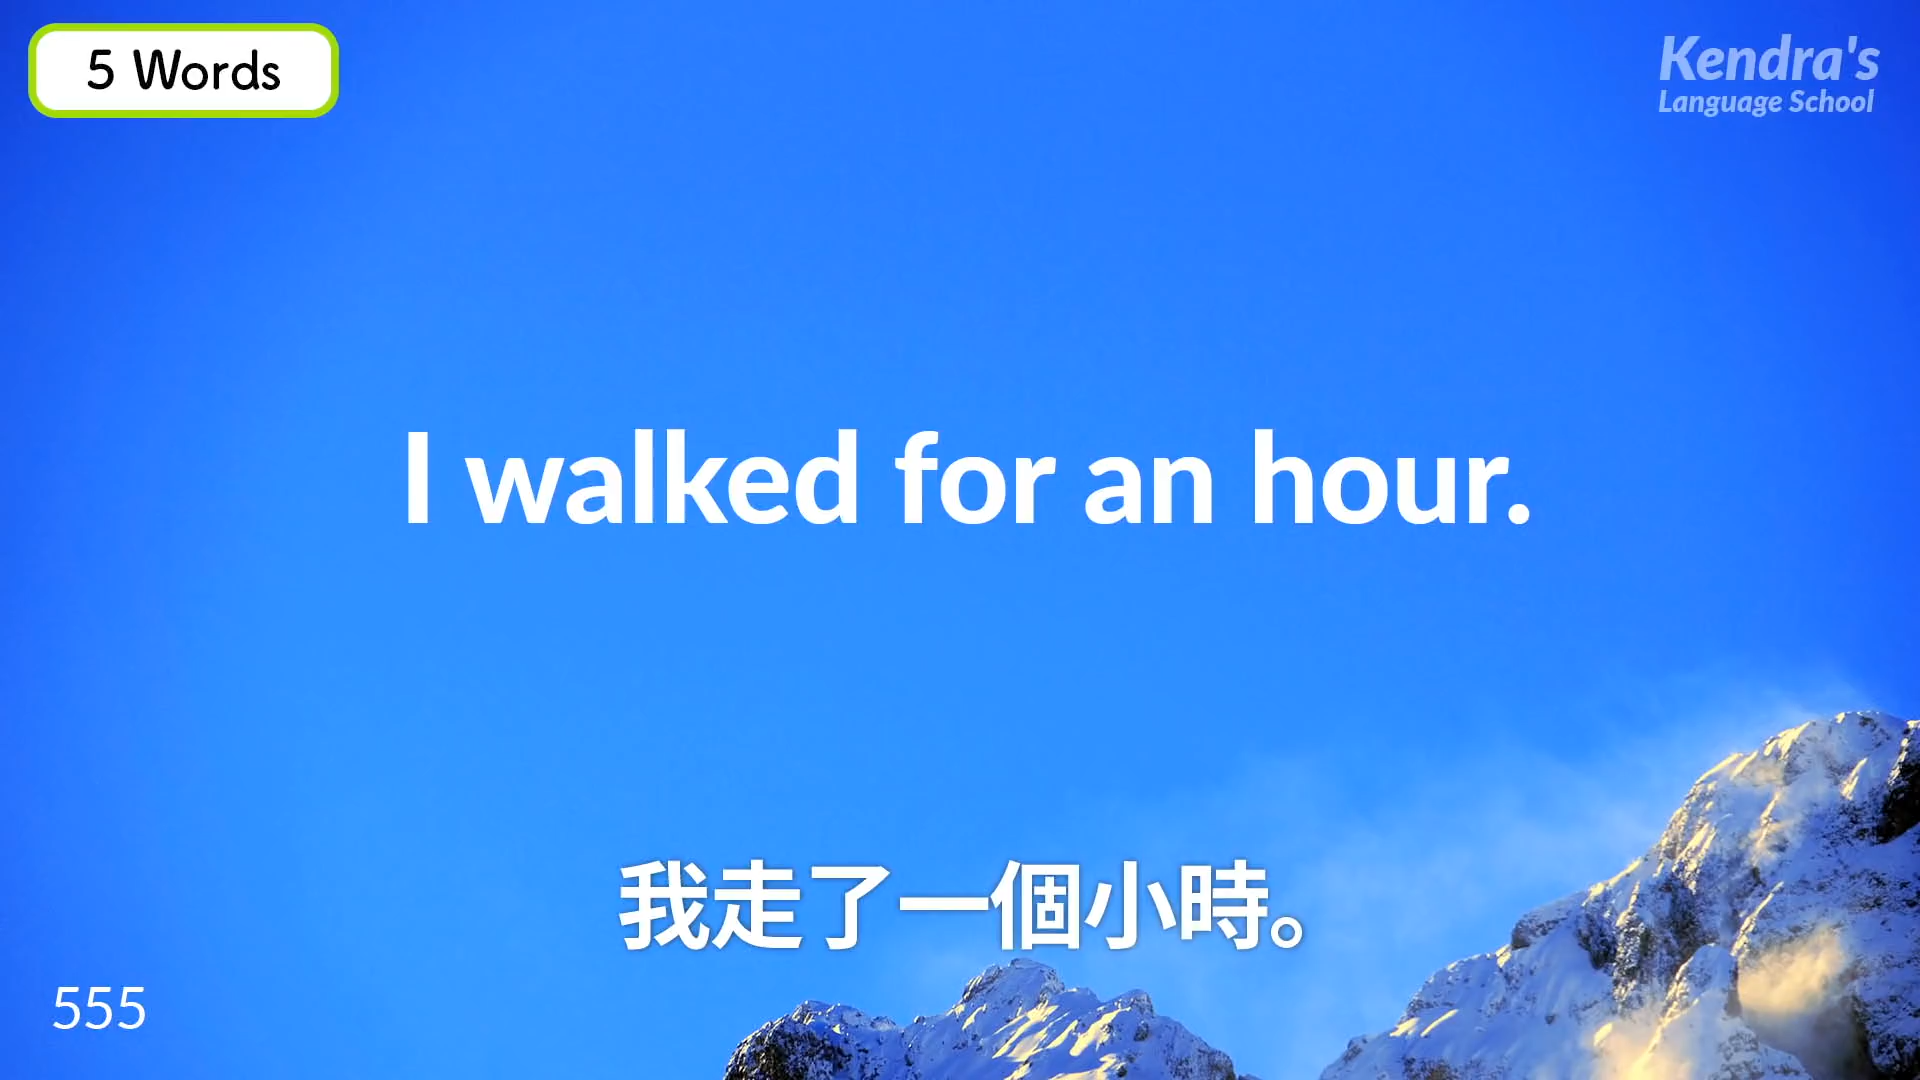 5 Words
Kendra's
Language School
I walked for an hour.
我走了一個小時。
555